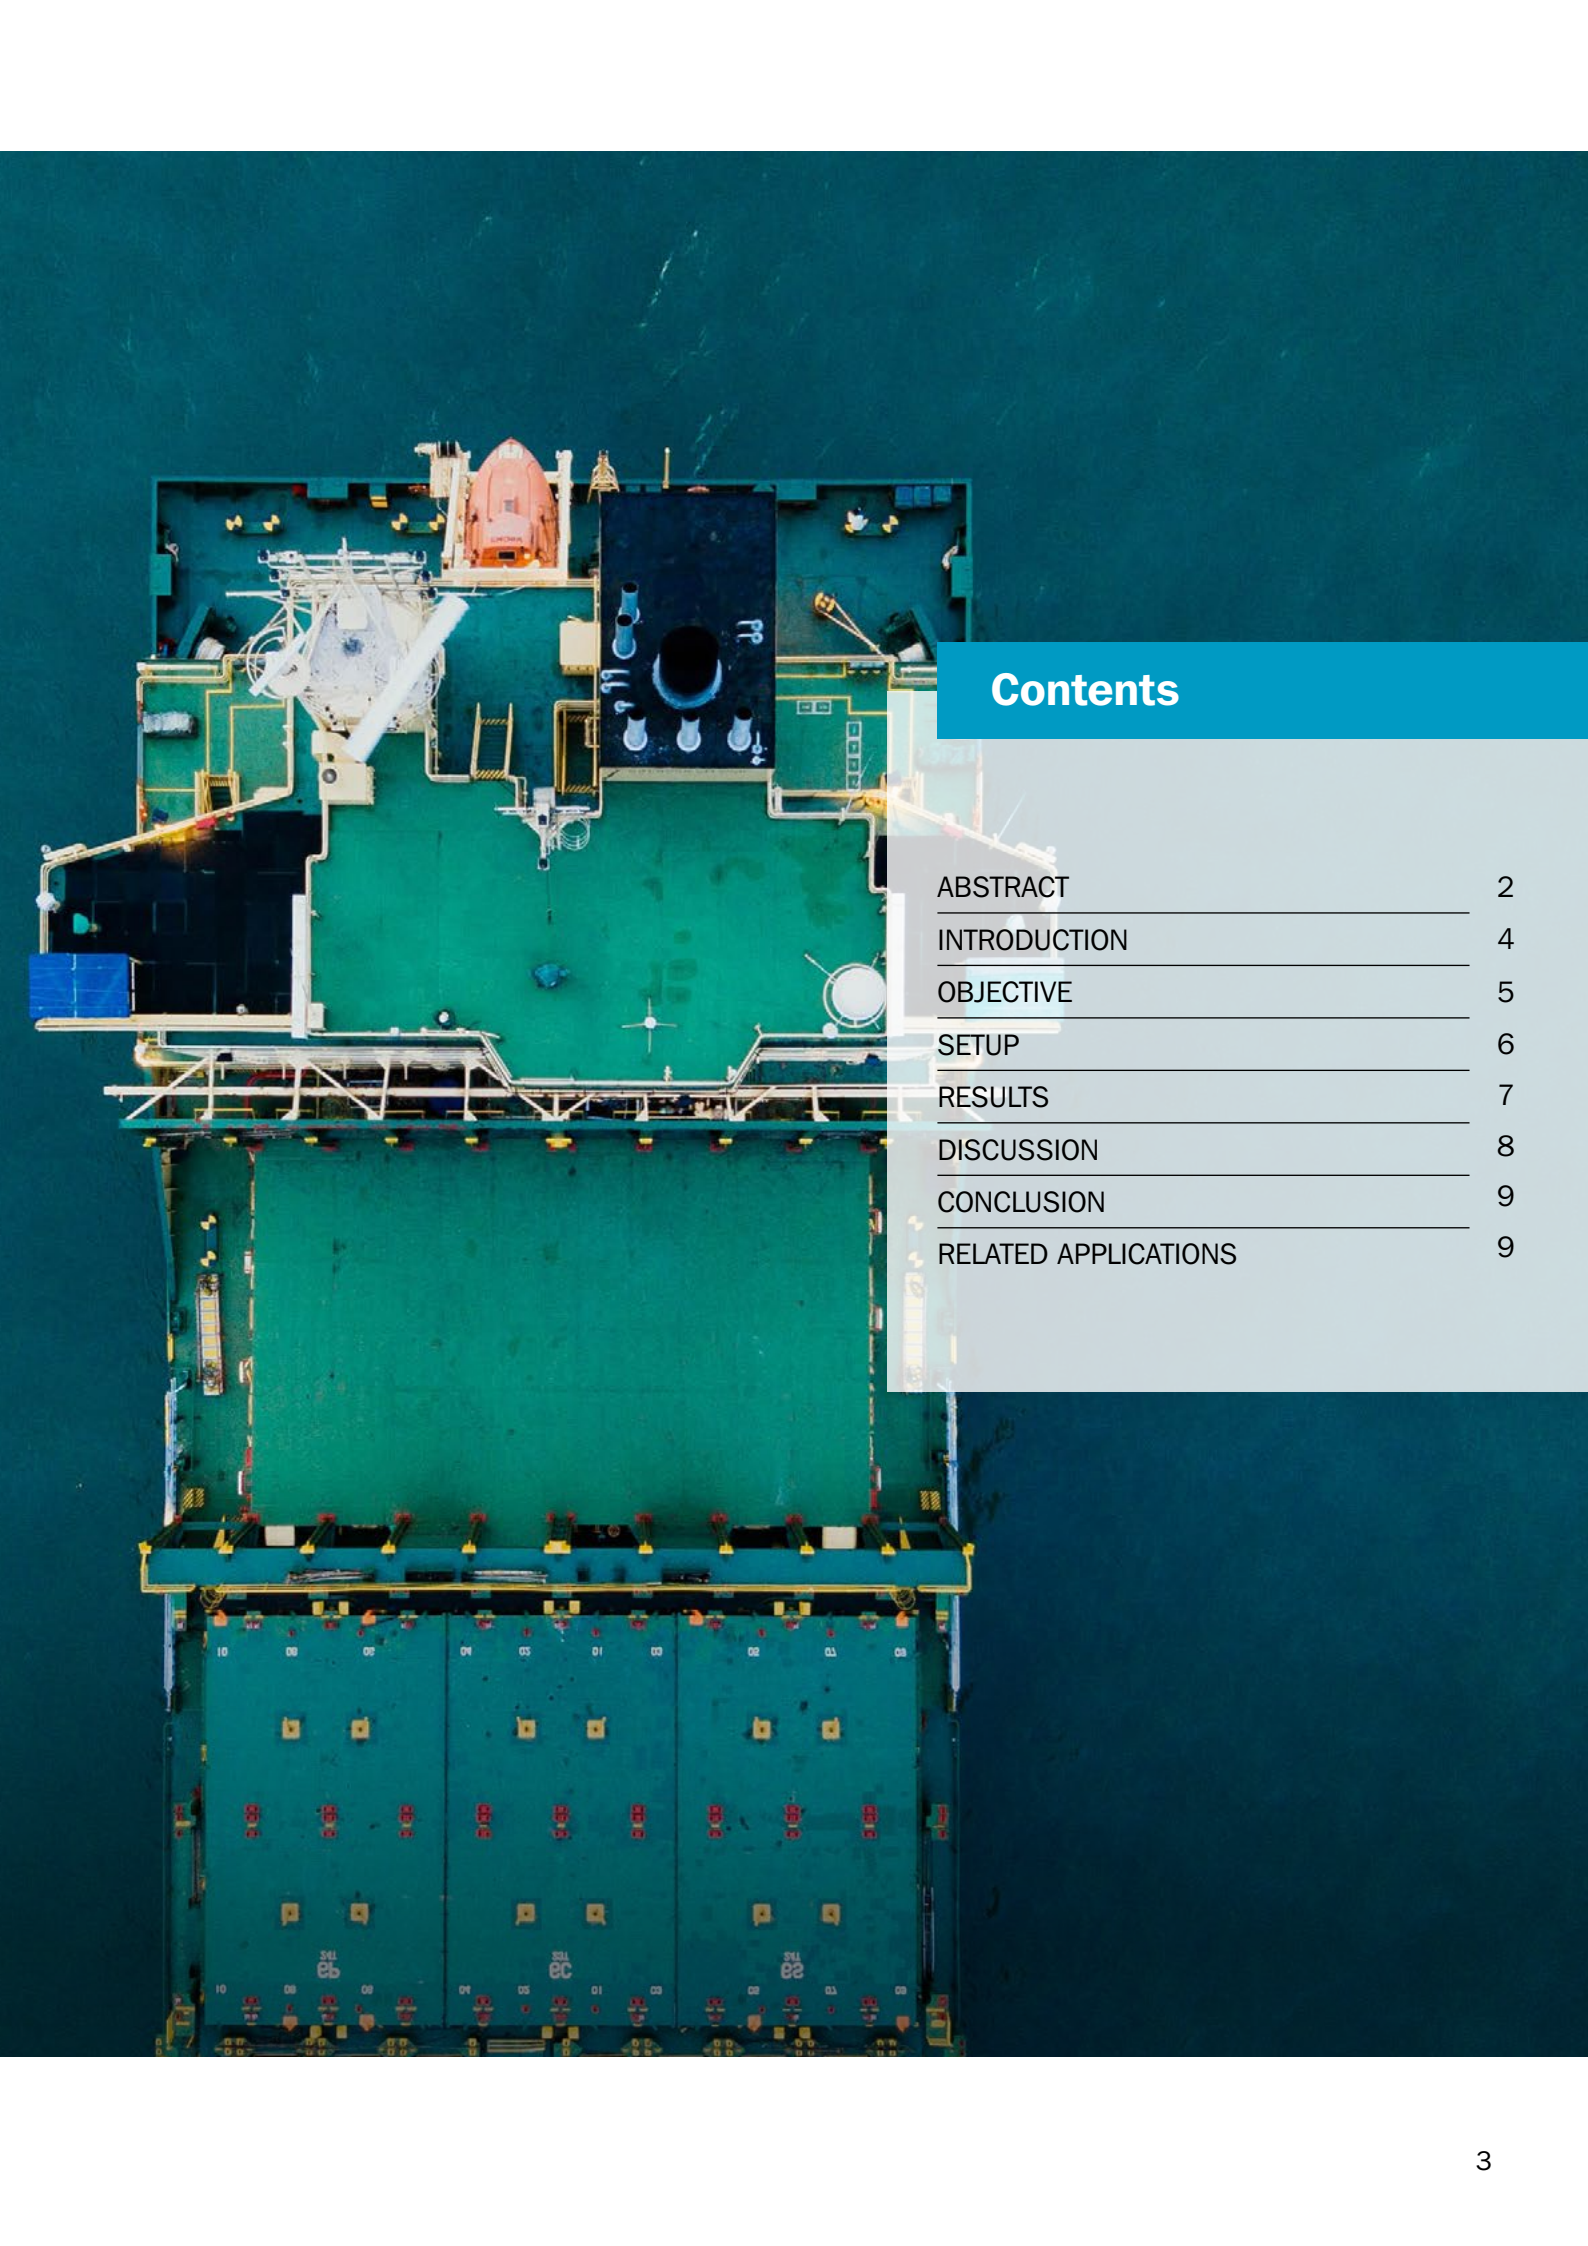 Contents
ABSTRACT 2
INTRODUCTION 4
OBJECTIVE 5
SETUP 6
RESULTS 7
DISCUSSION 8
CONCLUSION 9
RELATED APPLICATIONS 9
3